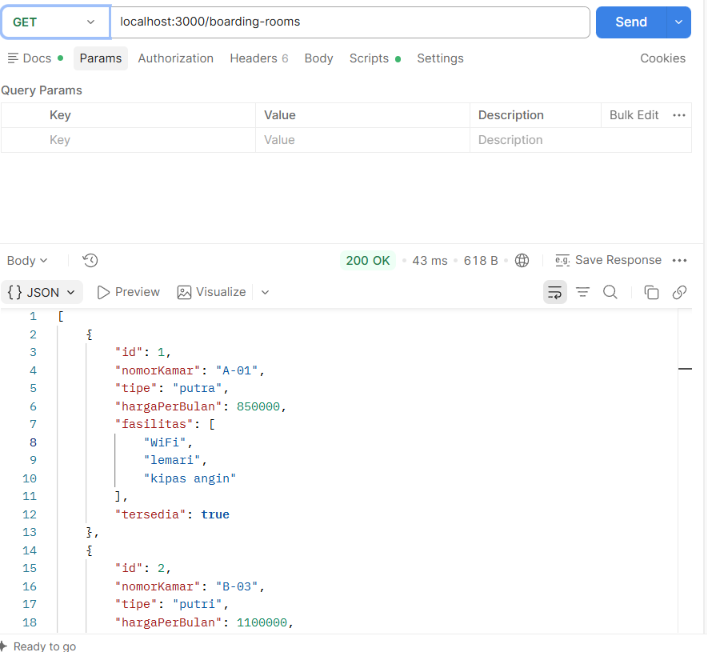 GET localhost:3000/boarding-rooms Send
Docs Params Authorization Headers 6 Body Scripts Settings Cookies
Query Params
Key Value Description Bulk Edit
Key Value Description
Body 200 OK 43 ms 618 B e.g. Save Response
{ } JSON Preview Visualize
1 [
2 {
3 "id": 1,
4 "nomorKamar": "A-01",
5 "tipe": "putra",
6 "hargaPerBulan": 850000,
7 "fasilitas": [
8 "WiFi",
9 "lemari",
10 "kipas angin"
11 ],
12 "tersedia": true
13 },
14 {
15 "id": 2,
16 "nomorKamar": "B-03",
17 "tipe": "putri",
18 "hargaPerBulan": 1100000,
Ready to go